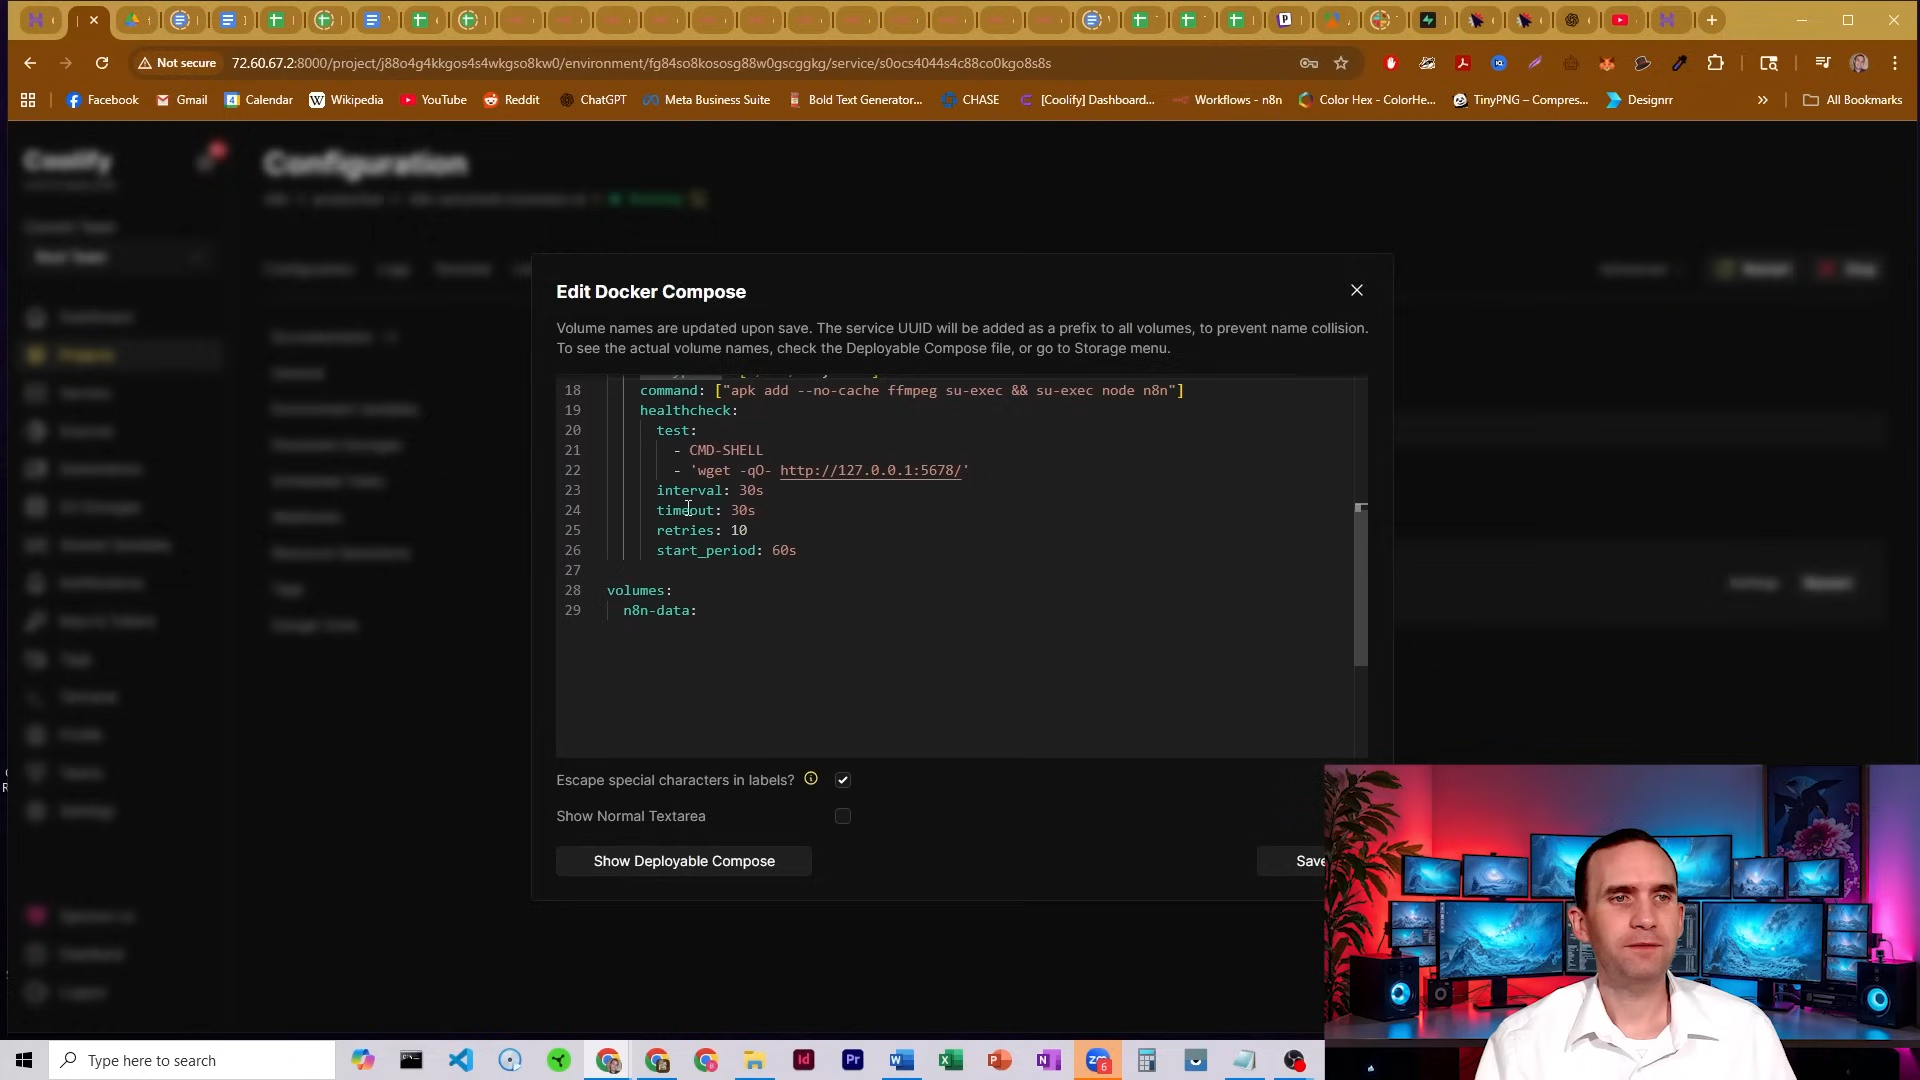 Not secure
72.60.67.2:8000/project/j88o4g4kkgos4s4wkgso8kw0/environment/fg84so8kososg88w0gscggkg/service/s0ocs4044s4c88co0kgo8s8s
Facebook
Gmail
Calendar
Wikipedia
YouTube
Reddit
ChatGPT
Meta Business Suite
Bold Text Generator...
CHASE
[Coolify] Dashboard...
Workflows - n8n
Color Hex - ColorHe...
TinyPNG – Compres...
Designrr
All Bookmarks
Coolify
Configuration
Edit Docker Compose
Volume names are updated upon save. The service UUID will be added as a prefix to all volumes, to prevent name collision.
To see the actual volume names, check the Deployable Compose file, or go to Storage menu.
18 command: ["apk add --no-cache ffmpeg su-exec && su-exec node n8n"]
19 healthcheck:
20 test:
21 - CMD-SHELL
22 - 'wget -qO- http://127.0.0.1:5678/'
23 interval: 30s
24 timeout: 30s
25 retries: 10
26 start_period: 60s
27
28 volumes:
29 n8n-data:
Escape special characters in labels?
Show Normal Textarea
Show Deployable Compose
Save
Type here to search